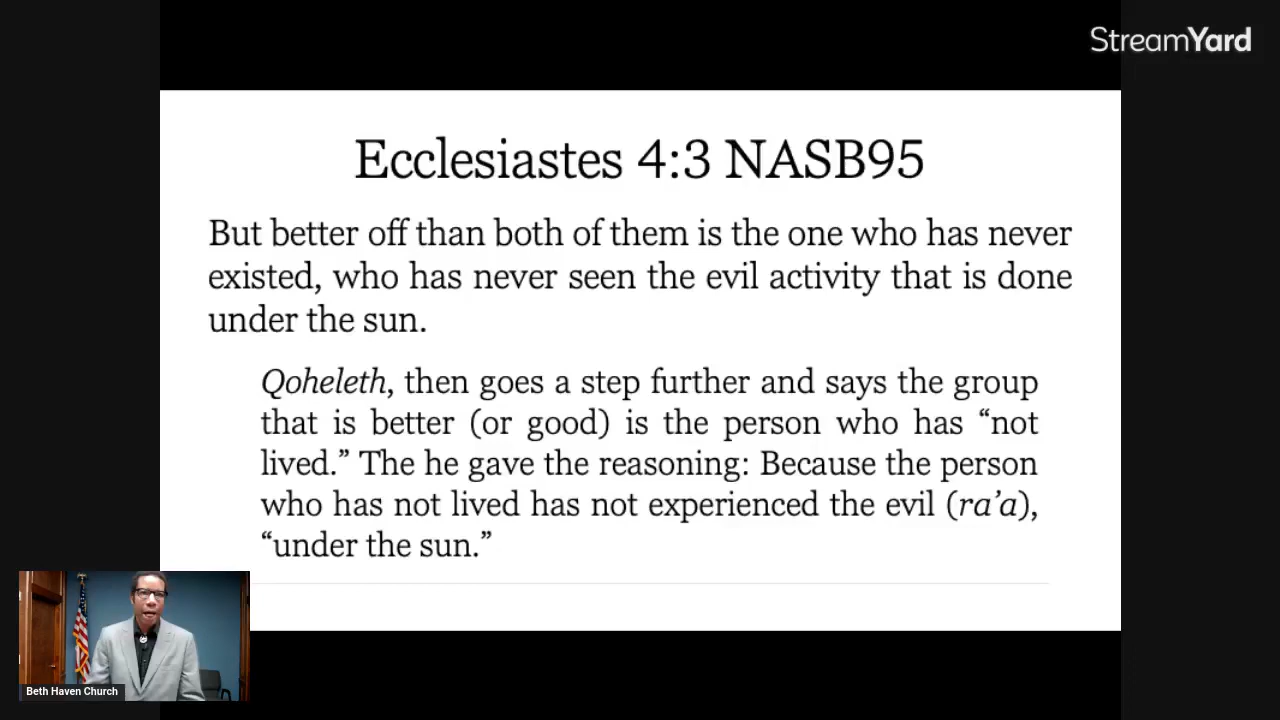 StreamYard
Ecclesiastes 4:3 NASB95
But better off than both of them is the one who has never
existed, who has never seen the evil activity that is done
under the sun.
Qoheleth, then goes a step further and says the group
that is better (or good) is the person who has “not
lived.” The he gave the reasoning: Because the person
who has not lived has not experienced the evil (ra’a),
“under the sun.”
Beth Haven Church